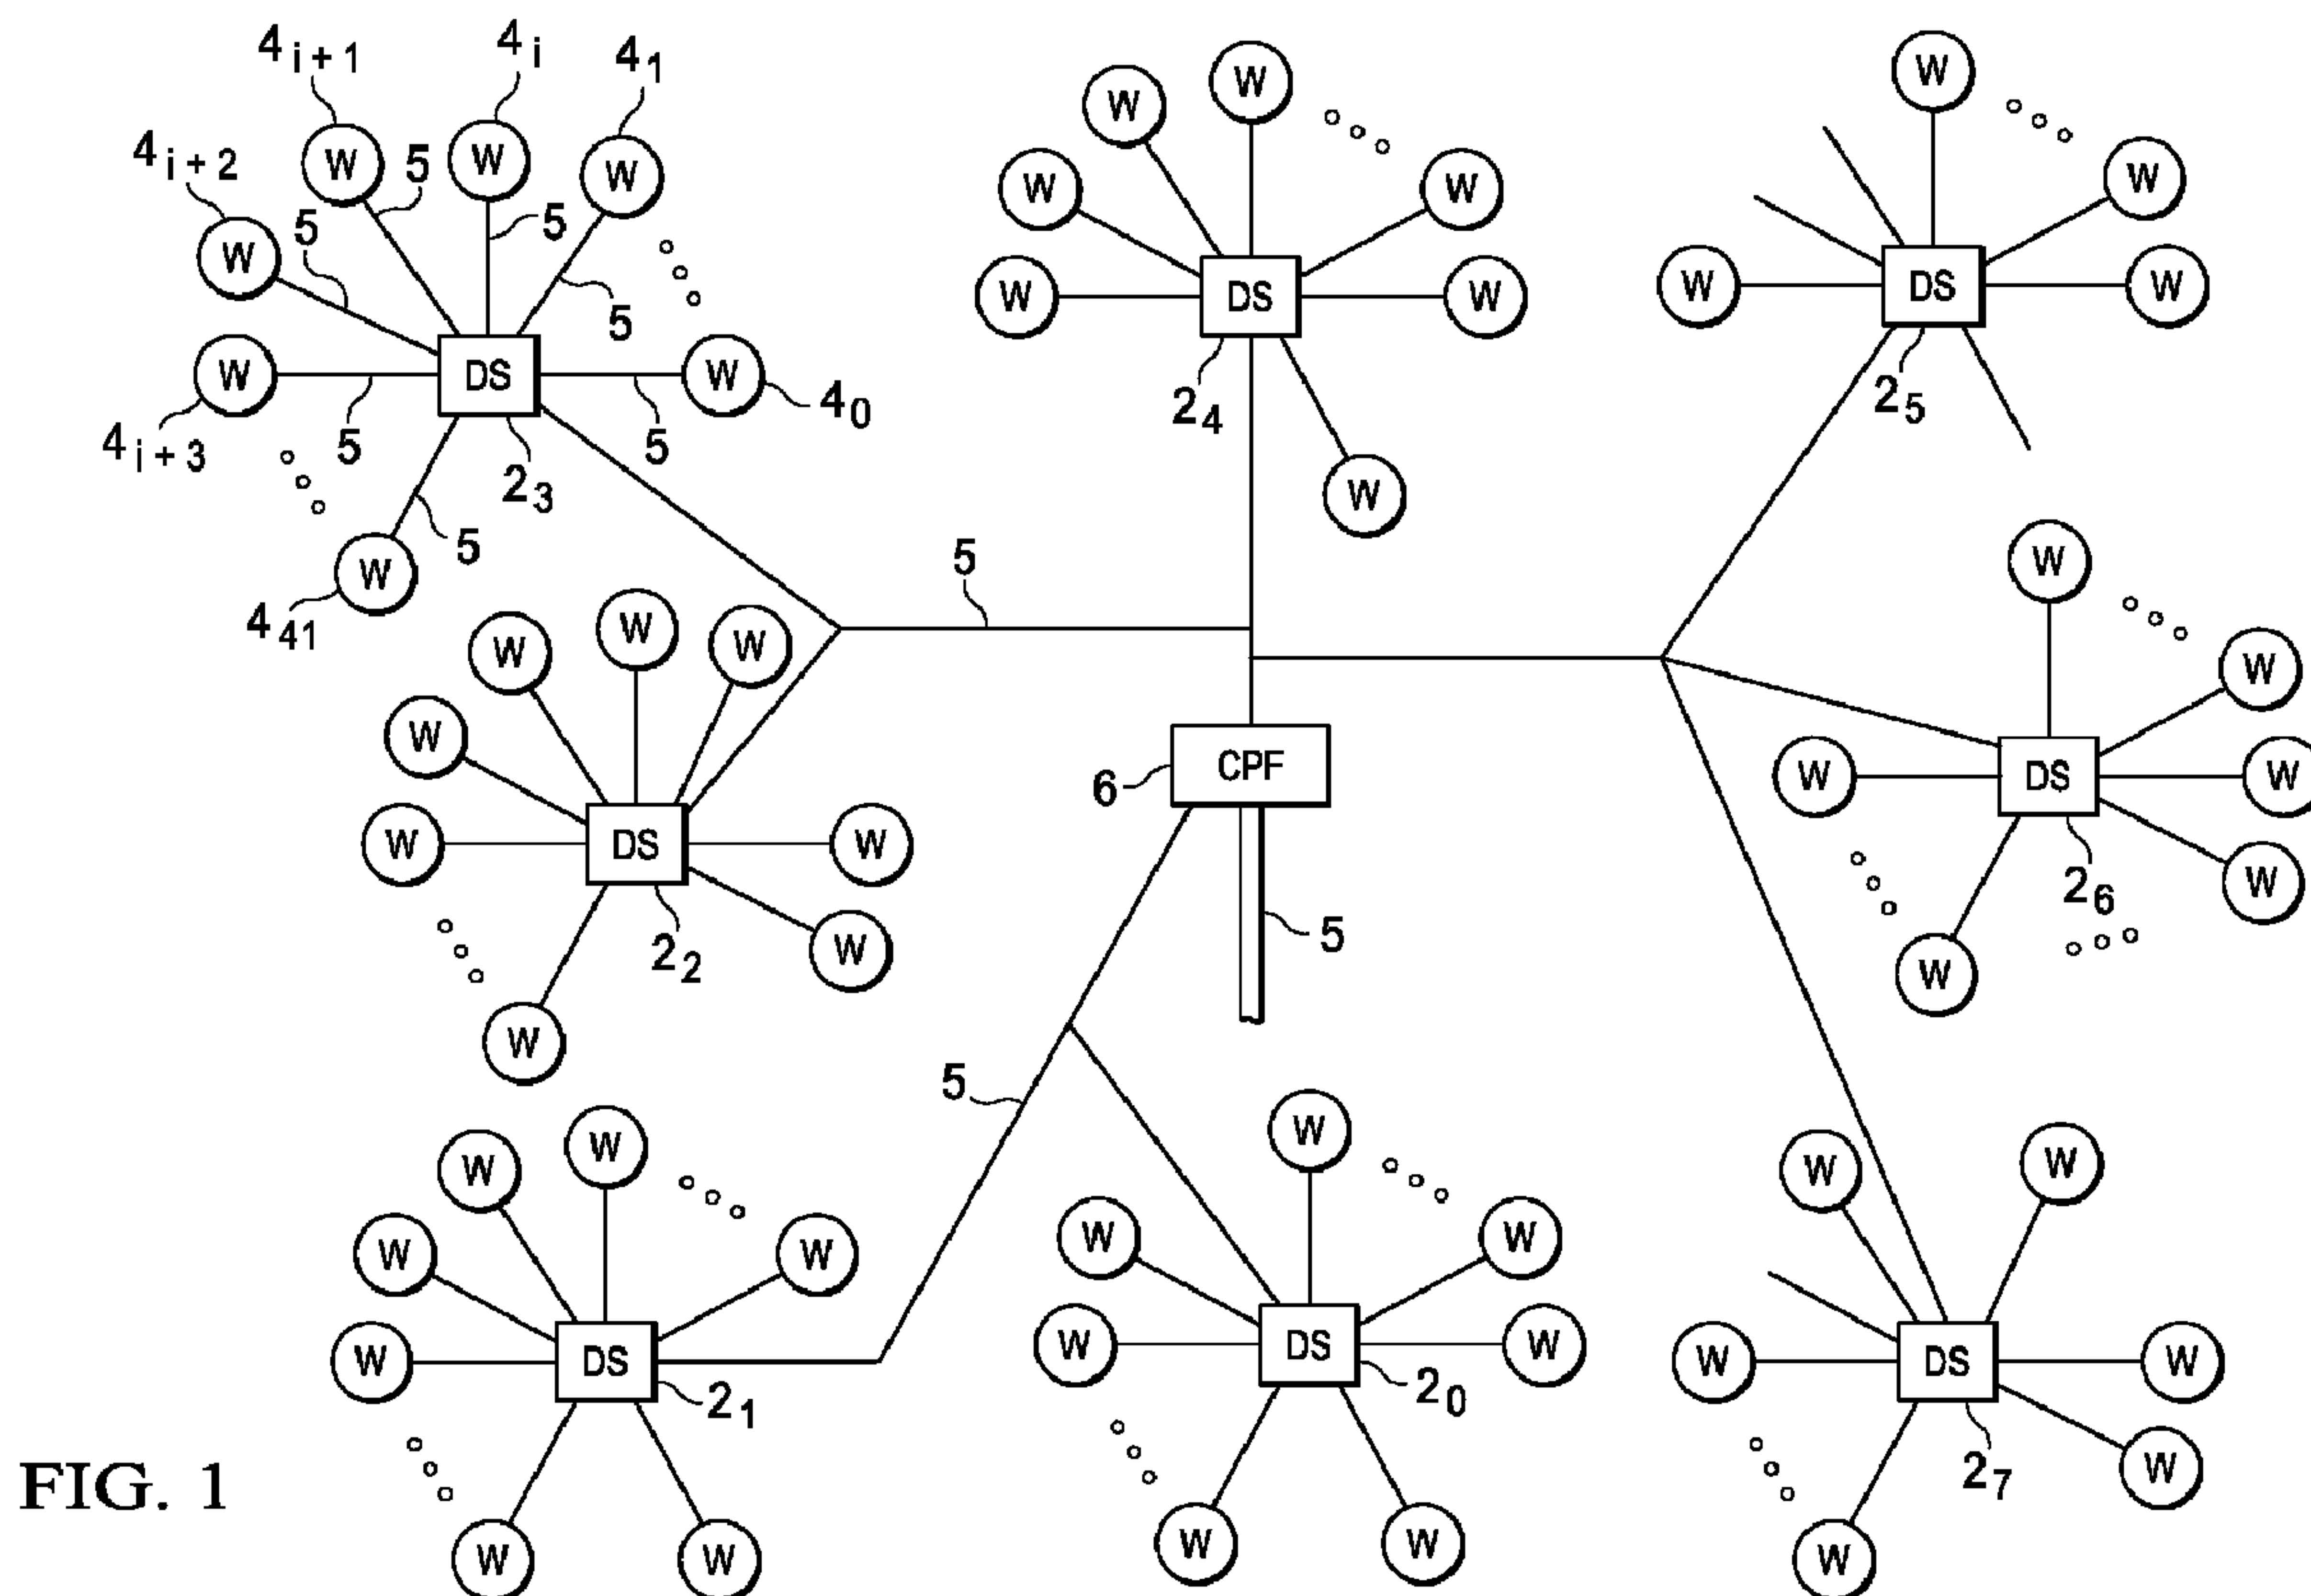 4i+1 4i 41
W W W W W
4i+2 5 5 5
W W W W
W DS 5 W 40
W DS W W DS W
4i+3 5 5 23 24 25
W 5 W
441
5
W W W W
W W
W DS W CPF W DS W
6
22 26
W 5 W
W W
5
W W W W W
W W W W
W DS W DS W W DS W
21 20 27
W
FIG. 1
W W W W W